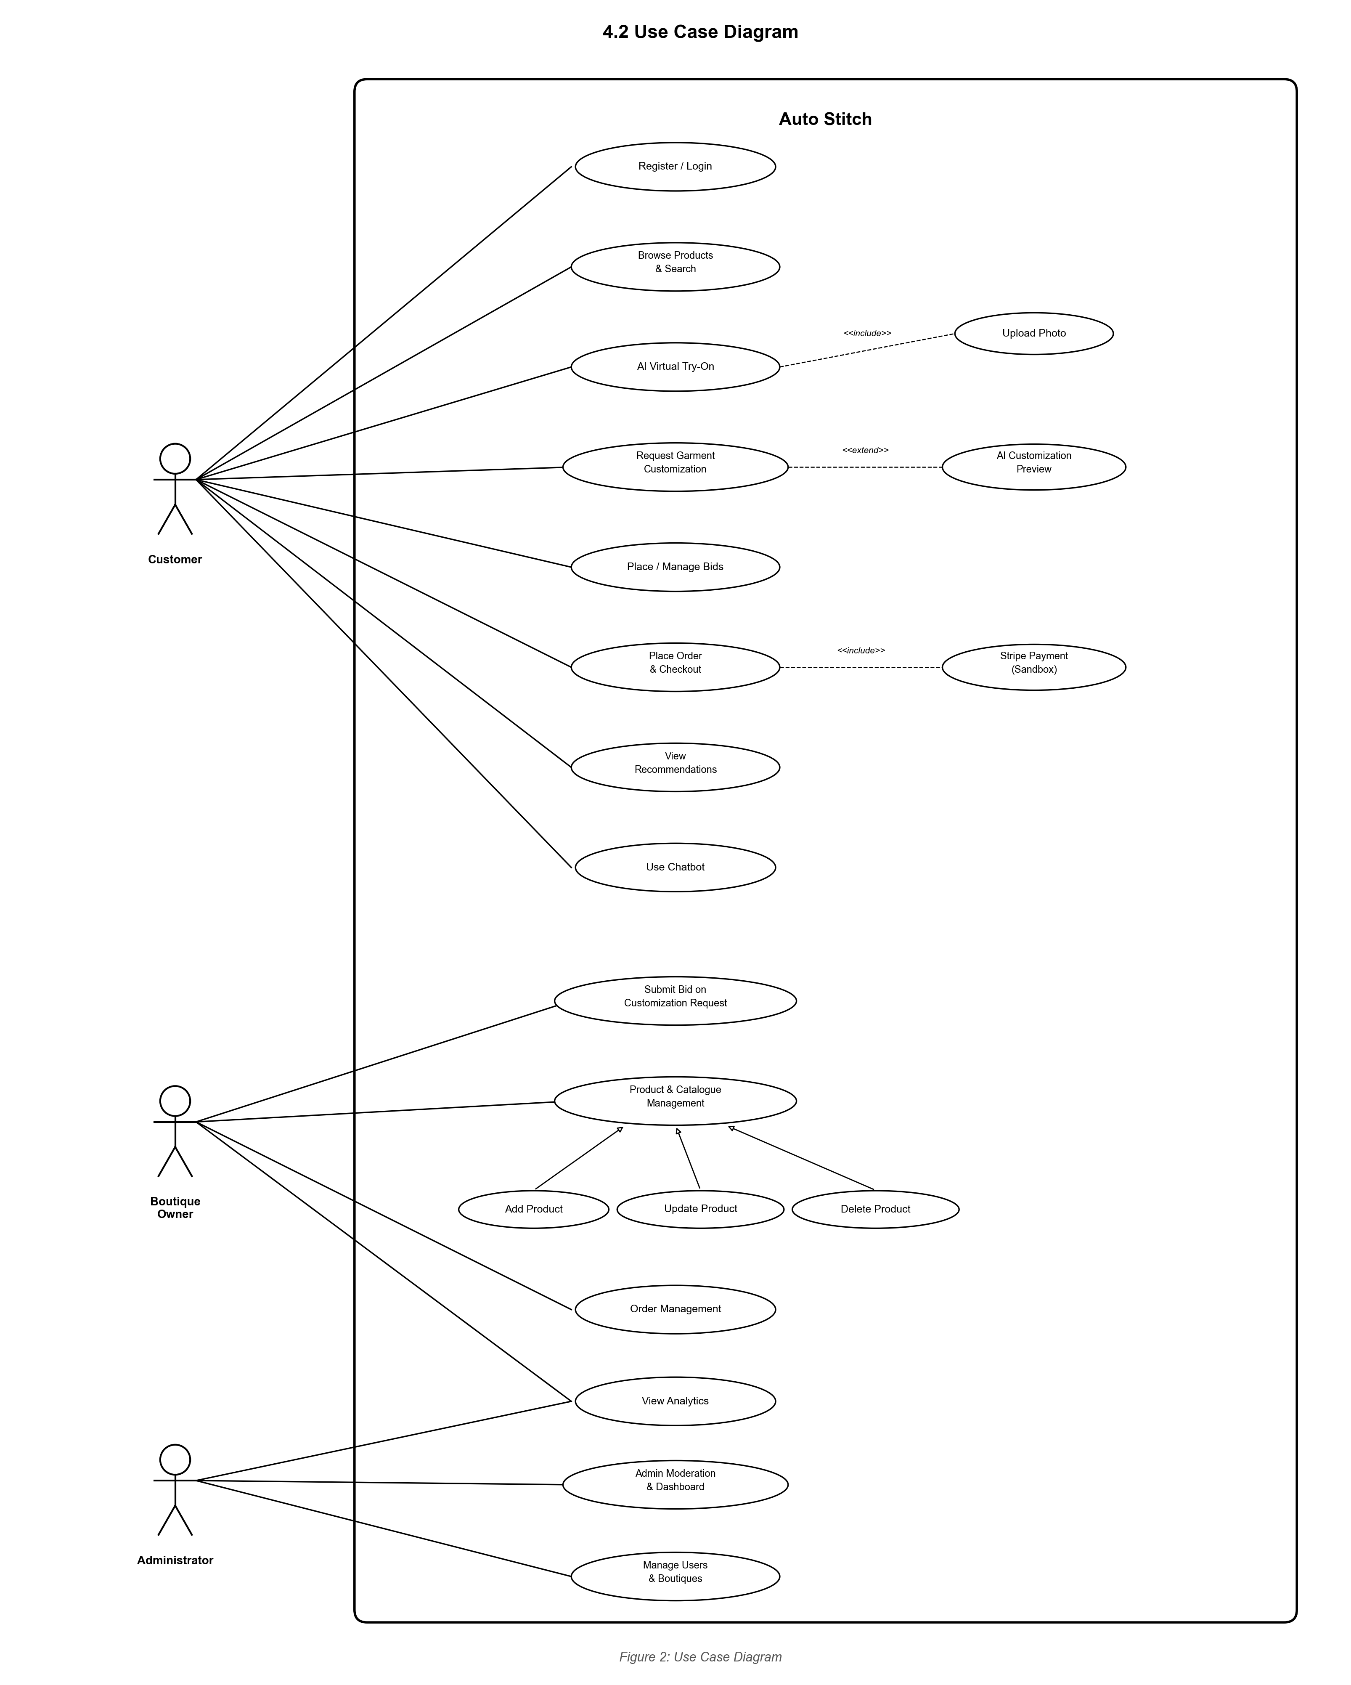 4.2 Use Case Diagram
Auto Stitch
Register / Login
Browse Products
& Search
<<include>>
Upload Photo
AI Virtual Try-On
Request Garment
Customization
<<extend>>
AI Customization
Preview
Customer
Place / Manage Bids
Place Order
& Checkout
<<include>>
Stripe Payment
(Sandbox)
View
Recommendations
Use Chatbot
Submit Bid on
Customization Request
Product & Catalogue
Management
Boutique
Owner
Add Product
Update Product
Delete Product
Order Management
View Analytics
Admin Moderation
& Dashboard
Administrator
Manage Users
& Boutiques
Figure 2: Use Case Diagram